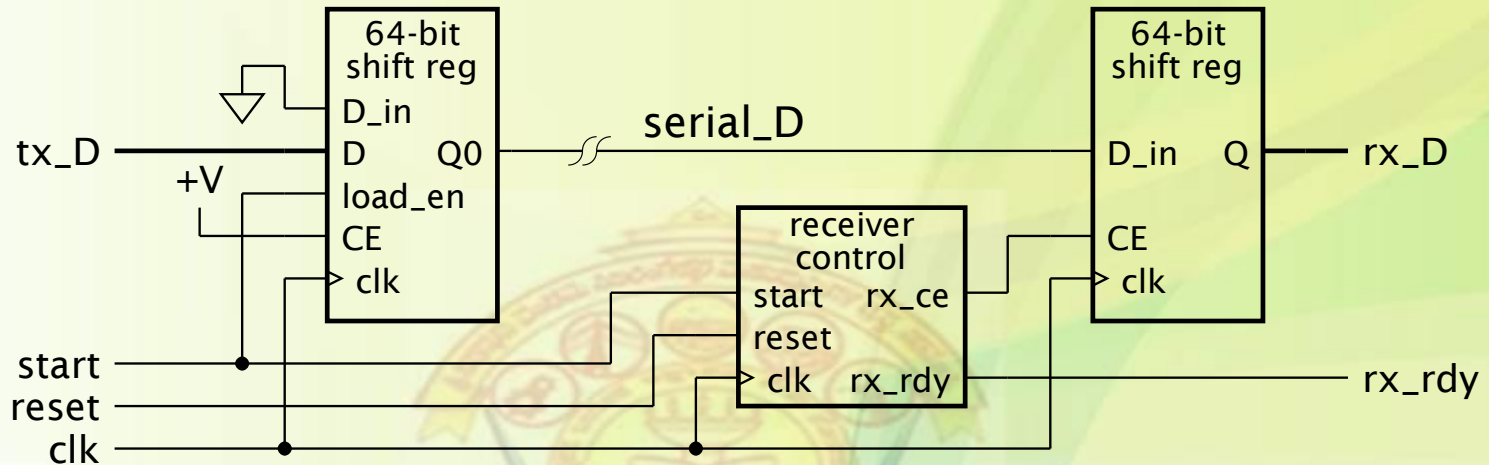 64-bit
shift reg
D_in
D Q0
load_en
CE
clk
tx_D
+V
serial_D
receiver
control
start rx_ce
reset
clk rx_rdy
64-bit
shift reg
D_in Q
CE
clk
rx_D
start
reset
clk
rx_rdy